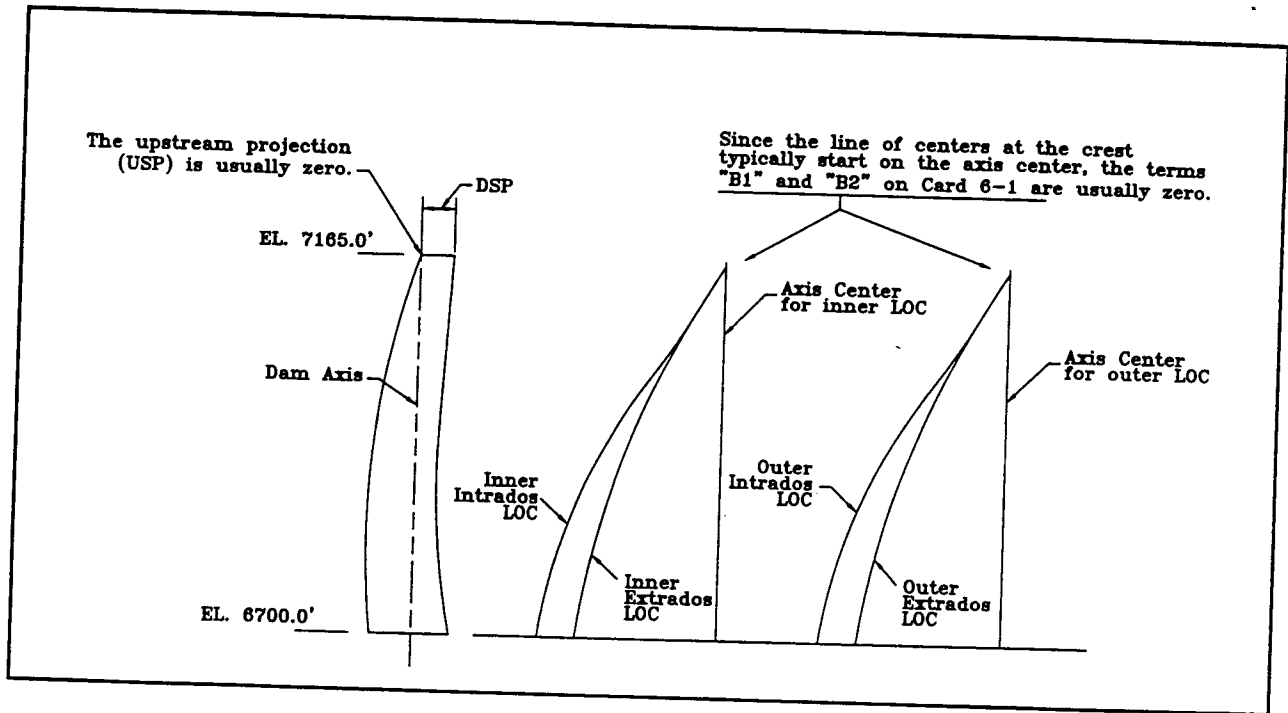 The upstream projection
(USP) is usually zero.
DSP
EL. 7165.0'
Dam Axis
EL. 6700.0'
Since the line of centers at the crest
typically start on the axis center, the terms
"B1" and "B2" on Card 6-1 are usually zero.
Axis Center
for inner LOC
Axis Center
for outer LOC
Inner
Intrados
LOC
Inner
Extrados
LOC
Outer
Intrados
LOC
Outer
Extrados
LOC